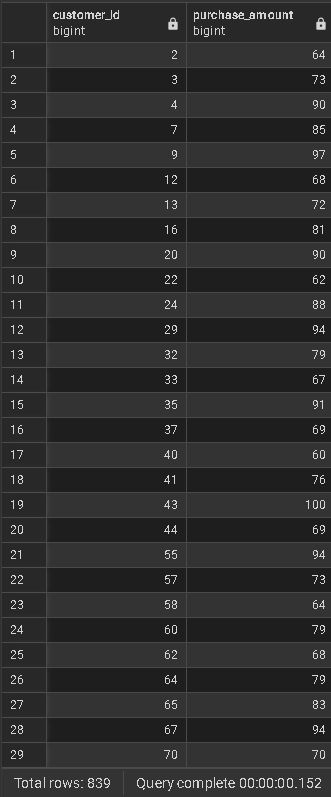 customer_id purchase_amount
bigint bigint
1 2 64
2 3 73
3 4 90
4 7 85
5 9 97
6 12 68
7 13 72
8 16 81
9 20 90
10 22 62
11 24 88
12 29 94
13 32 79
14 33 67
15 35 91
16 37 69
17 40 60
18 41 76
19 43 100
20 44 69
21 55 94
22 57 73
23 58 64
24 60 79
25 62 68
26 64 79
27 65 83
28 67 94
29 70 70
Total rows: 839 Query complete 00:00:00.152